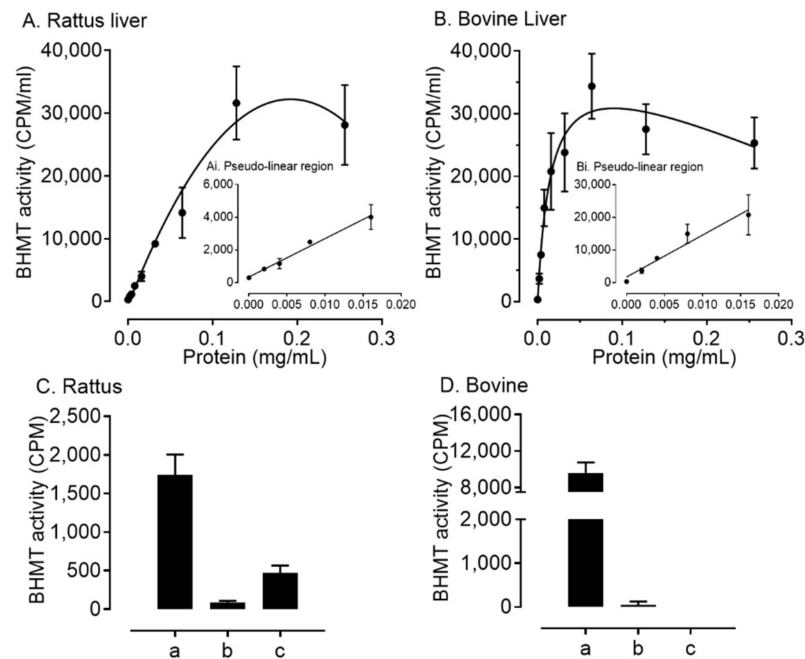 A. Rattus liver
BHMT activity (CPM/ml)
40,000
30,000
20,000
10,000
0
0.0
0.1
0.2
0.3
Protein (mg/mL)
Ai. Pseudo-linear region
6,000
4,000
2,000
0
0.000
0.005
0.010
0.015
0.020
B. Bovine Liver
BHMT activity (CPM/ml)
40,000
30,000
20,000
10,000
0
0.0
0.1
0.2
0.3
Protein (mg/mL)
Bi. Pseudo-linear region
30,000
20,000
10,000
0
0.000
0.005
0.010
0.015
0.020
C. Rattus
BHMT activity (CPM)
2,500
2,000
1,500
1,000
500
0
a
b
c
D. Bovine
BHMT activity (CPM)
16,000
12,000
8,000
2,000
1,000
0
a
b
c